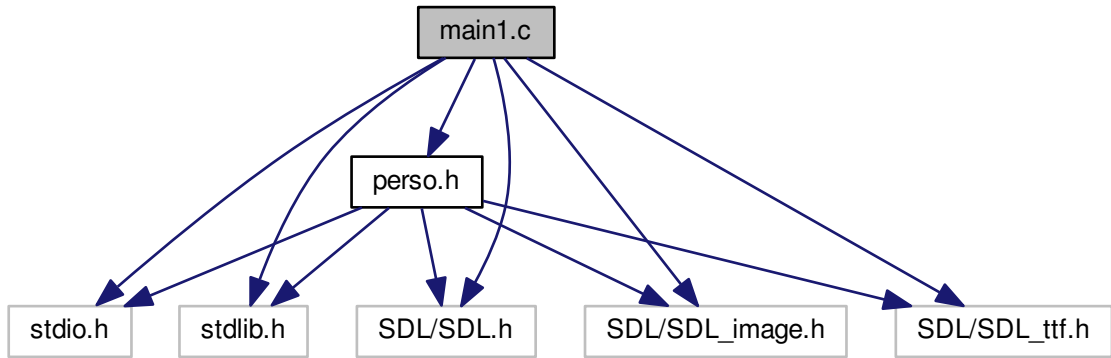 main1.c
perso.h
stdio.h
stdlib.h
SDL/SDL.h
SDL/SDL_image.h
SDL/SDL_ttf.h